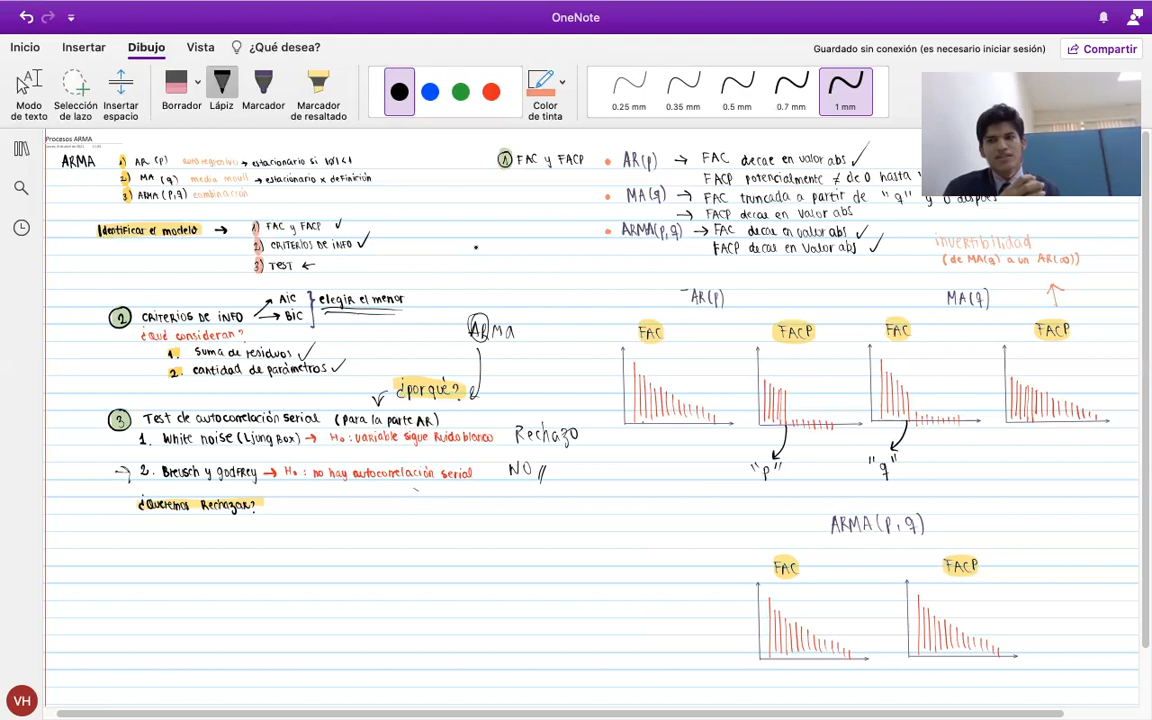 OneNote
Inicio Insertar Dibujo Vista ¿Qué desea?
Guardado sin conexión (es necesario iniciar sesión)
Compartir
Modo de texto
Selección de lazo
Insertar espacio
Borrador
Lápiz
Marcador
Marcador de resaltado
Color de tinta
0.25 mm
0.35 mm
0.5 mm
0.7 mm
1 mm
Procesos ARMA
ARMA 1) AR (p) autorregresivo → estacionario si |φ|<1
2) MA (q) media movil → estacionario x definición
3) ARMA (p,q) combinación
Identificar el modelo → 1) FAC y FACP ✓
2) CRITERIOS DE INFO ✓
3) TEST ←
1 FAC y FACP
• AR(p) → FAC decae en valor abs ✓
FACP potencialmente ≠ de 0 hasta
• MA(q) → FAC truncada a partir de "q" y 0 después
→ FACP decae en valor abs
• ARMA(p,q) → FAC decae en valor abs ✓
FACP decae en valor abs ✓
invertibilidad
(de MA(q) a un AR(∞))
2 CRITERIOS DE INFO → AIC
→ BIC
elegir el menor
¿Qué consideran?
1. Suma de residuos ✓
2. cantidad de parámetros ✓
ARMA
¿porqué?
3 Test de autocorrelación serial (para la parte AR)
1. White noise (Ljung Box) → H₀: variable sigue Ruido blanco Rechazo
→ 2. Breusch y godfrey → H₀: no hay autocorrelación serial NO //
¿Queremos Rechazar?
AR(p)
FAC FACP
"p"
MA(q)
FAC FACP
"q"
ARMA(p,q)
FAC FACP
VH